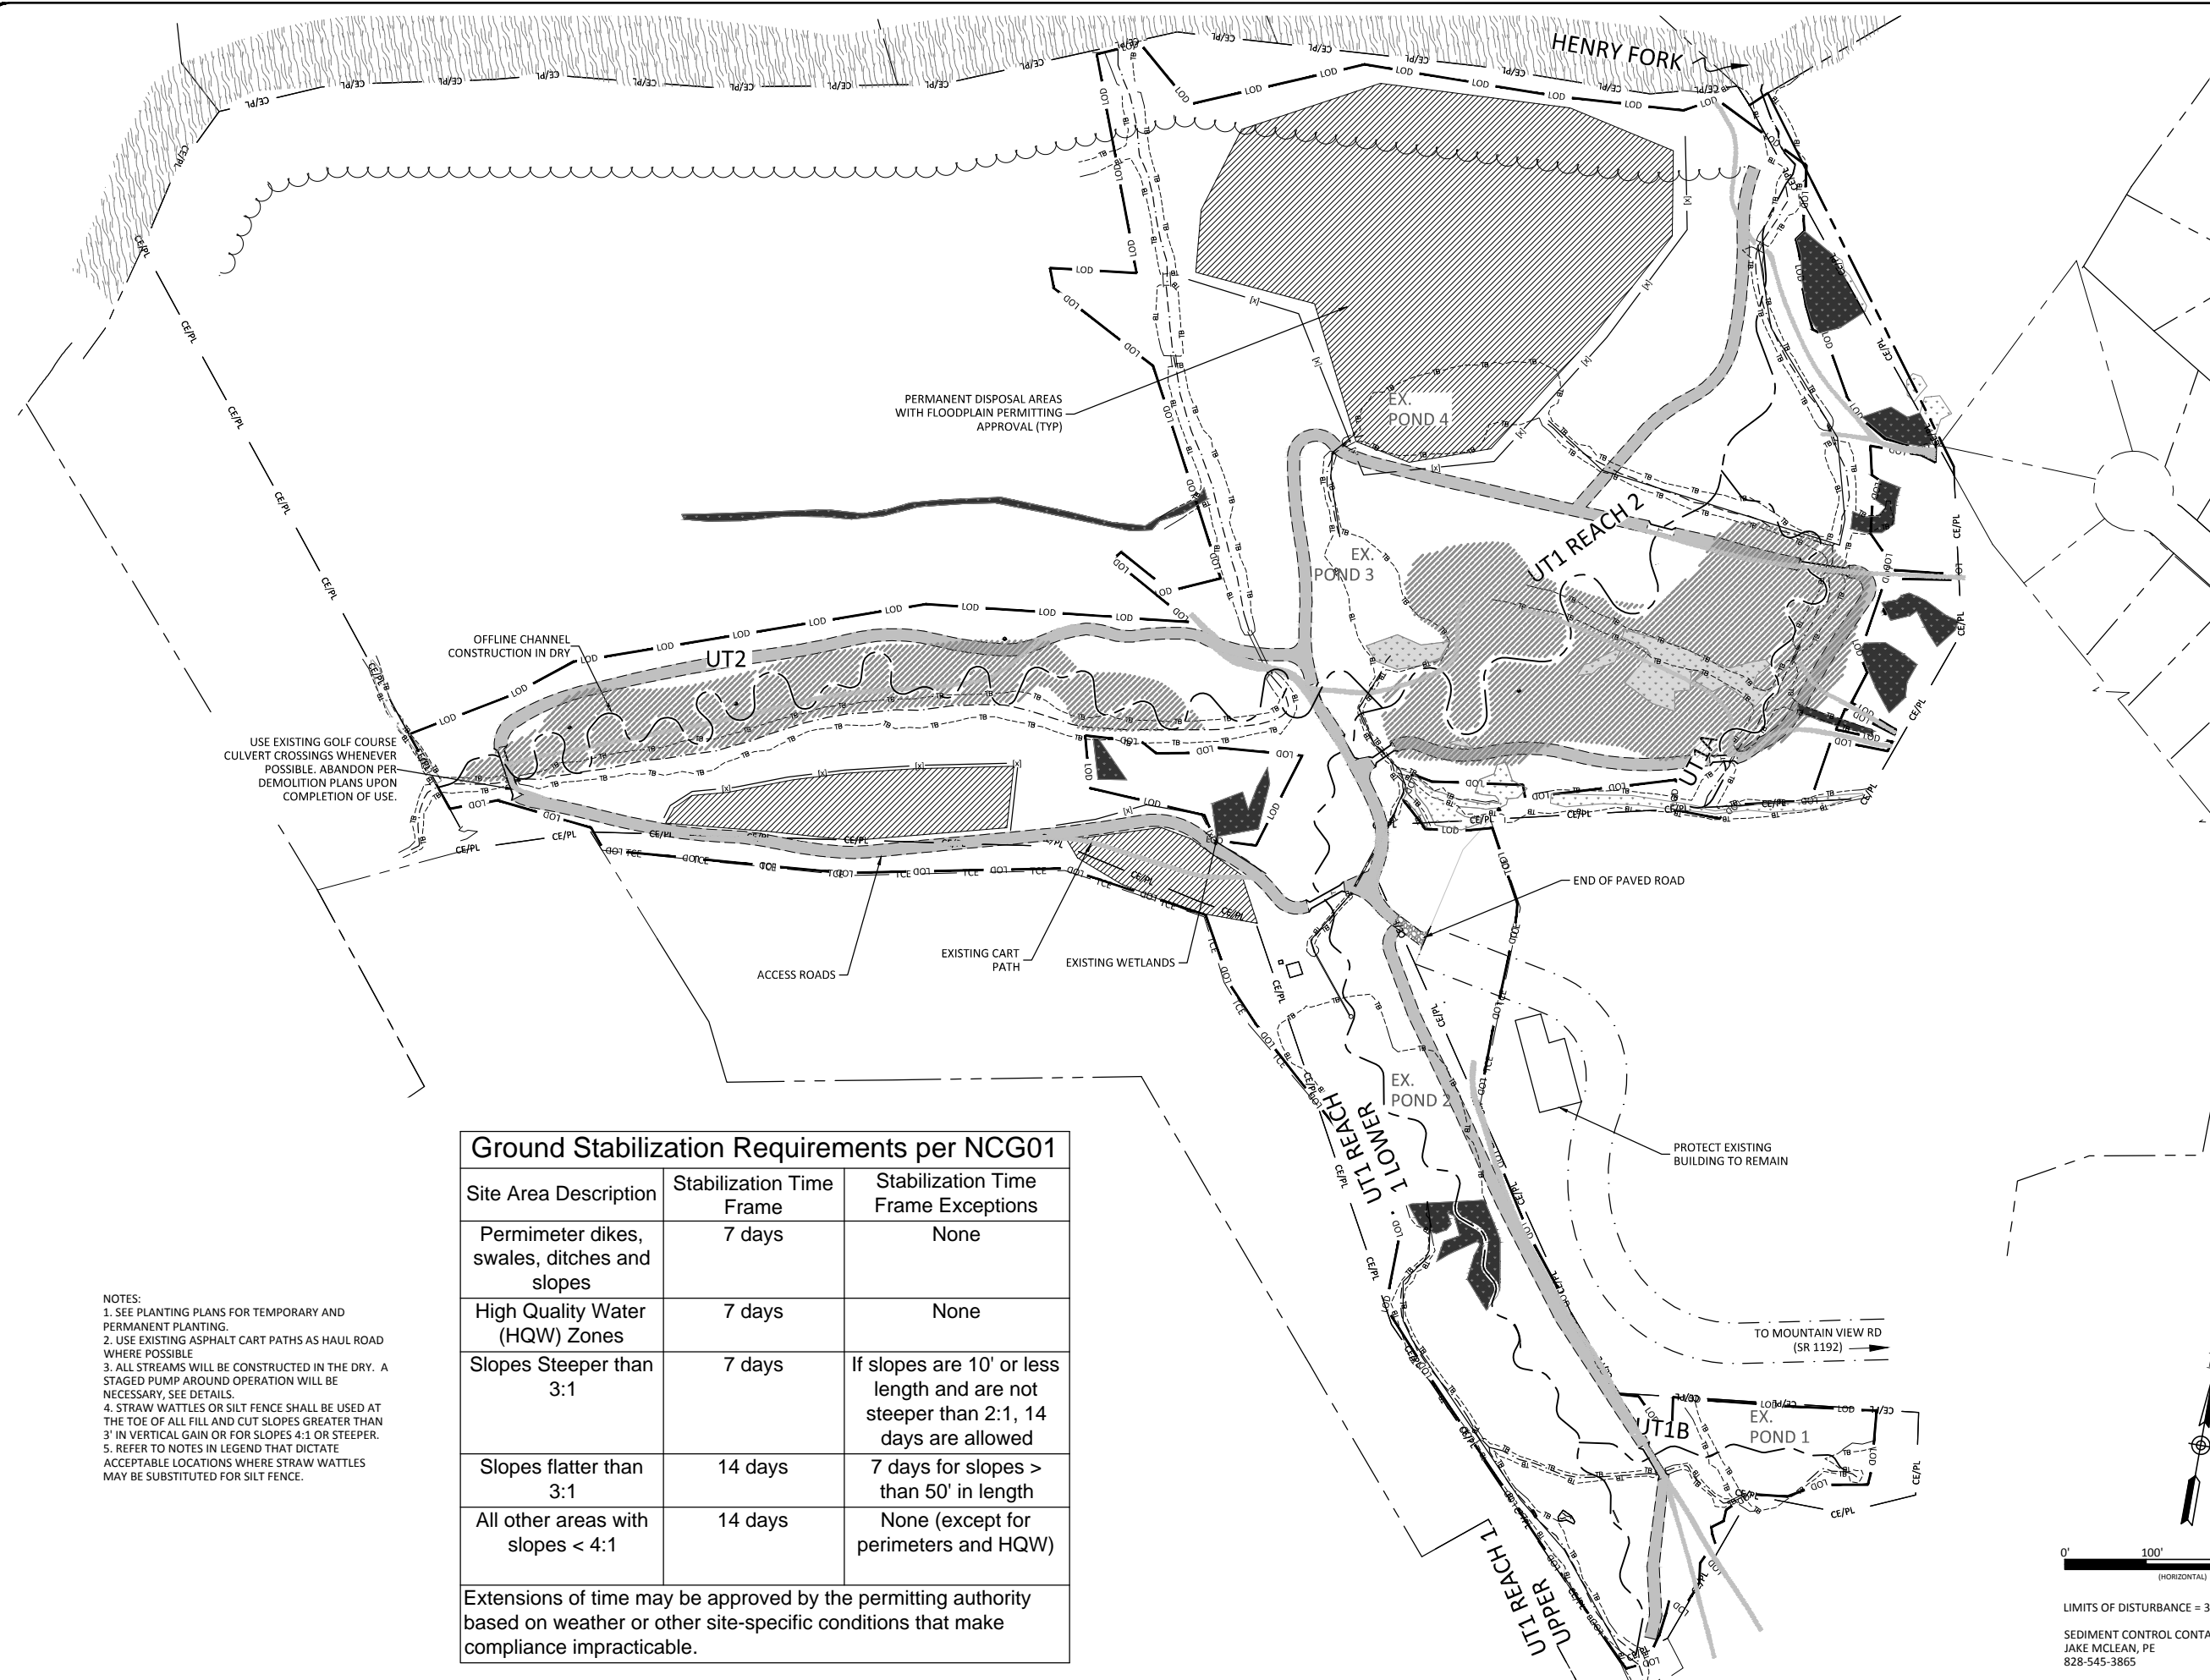 HENRY FORK
PERMANENT DISPOSAL AREAS
WITH FLOODPLAIN PERMITTING
APPROVAL (TYP)
EX.
POND 4
UT1 REACH 2
EX.
POND 3
OFFLINE CHANNEL
CONSTRUCTION IN DRY
UT2
USE EXISTING GOLF COURSE
CULVERT CROSSINGS WHENEVER
POSSIBLE. ABANDON PER
DEMOLITION PLANS UPON
COMPLETION OF USE.
UT1A
END OF PAVED ROAD
ACCESS ROADS
EXISTING CART
PATH
EXISTING WETLANDS
EX.
POND 2
UT1 REACH
1 LOWER
PROTECT EXISTING
BUILDING TO REMAIN
TO MOUNTAIN VIEW RD
(SR 1192)
UT1B
EX.
POND 1
UT1 REACH 1
UPPER
CE/PL
LOD
TB
TCE
[x]
Ground Stabilization Requirements per NCG01
Site Area Description
Stabilization Time
Frame
Stabilization Time
Frame Exceptions
Permimeter dikes,
swales, ditches and
slopes
7 days
None
High Quality Water
(HQW) Zones
7 days
None
Slopes Steeper than
3:1
7 days
If slopes are 10' or less
length and are not
steeper than 2:1, 14
days are allowed
Slopes flatter than
3:1
14 days
7 days for slopes >
than 50' in length
All other areas with
slopes < 4:1
14 days
None (except for
perimeters and HQW)
Extensions of time may be approved by the permitting authority
based on weather or other site-specific conditions that make
compliance impracticable.
NOTES:
1. SEE PLANTING PLANS FOR TEMPORARY AND
PERMANENT PLANTING.
2. USE EXISTING ASPHALT CART PATHS AS HAUL ROAD
WHERE POSSIBLE
3. ALL STREAMS WILL BE CONSTRUCTED IN THE DRY. A
STAGED PUMP AROUND OPERATION WILL BE
NECESSARY, SEE DETAILS.
4. STRAW WATTLES OR SILT FENCE SHALL BE USED AT
THE TOE OF ALL FILL AND CUT SLOPES GREATER THAN
3' IN VERTICAL GAIN OR FOR SLOPES 4:1 OR STEEPER.
5. REFER TO NOTES IN LEGEND THAT DICTATE
ACCEPTABLE LOCATIONS WHERE STRAW WATTLES
MAY BE SUBSTITUTED FOR SILT FENCE.
0' 100'
(HORIZONTAL)
LIMITS OF DISTURBANCE = 3
SEDIMENT CONTROL CONTA
JAKE MCLEAN, PE
828-545-3865